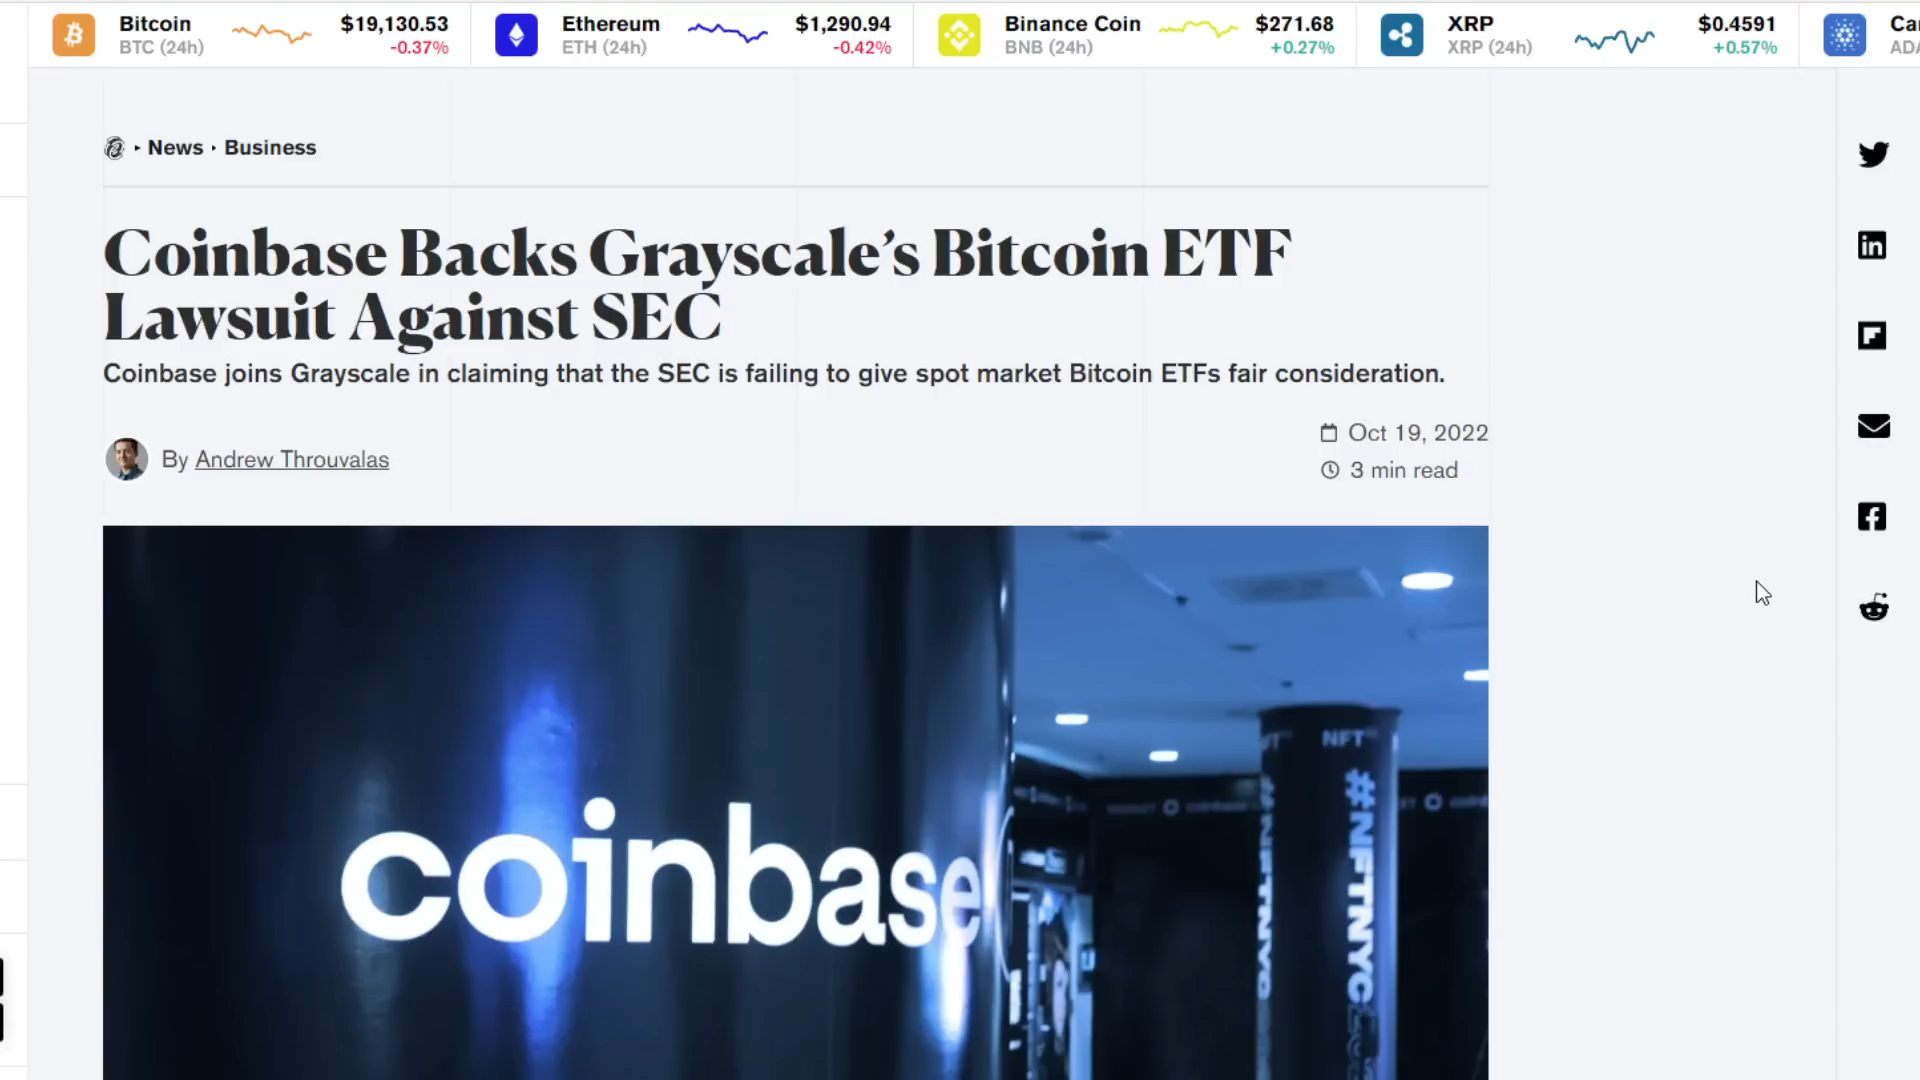 Bitcoin
BTC (24h)
$19,130.53
-0.37%
Ethereum
ETH (24h)
$1,290.94
-0.42%
Binance Coin
BNB (24h)
$271.68
+0.27%
XRP
XRP (24h)
$0.4591
+0.57%
News · Business
Coinbase Backs Grayscale’s Bitcoin ETF
Lawsuit Against SEC
Coinbase joins Grayscale in claiming that the SEC is failing to give spot market Bitcoin ETFs fair consideration.
By Andrew Throuvalas
Oct 19, 2022
3 min read
coinbase
NFT
#NFTNYC